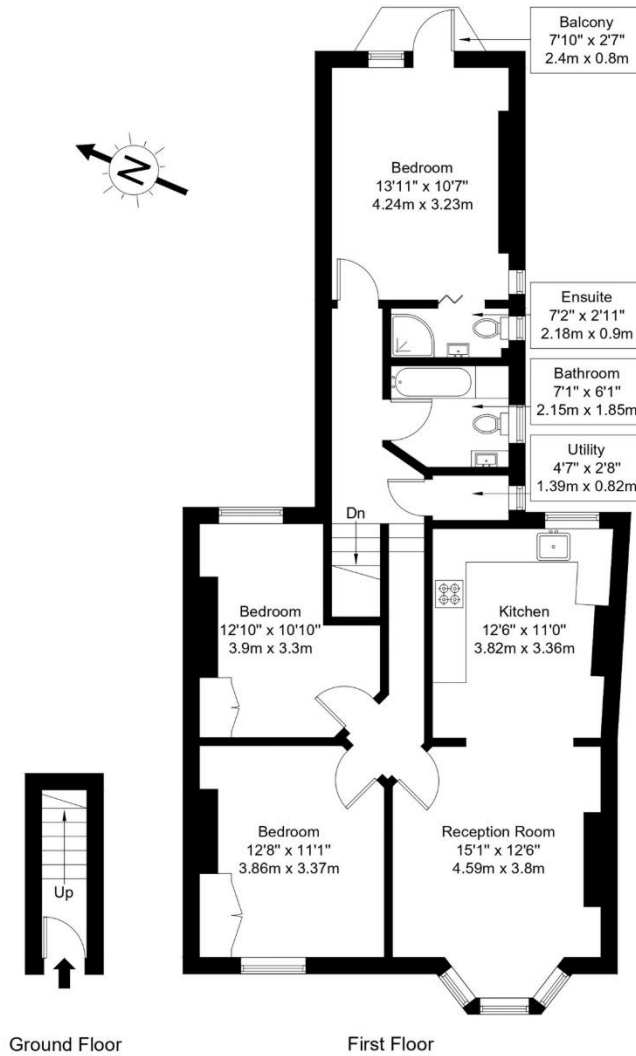 Balcony
7'10" x 2'7"
2.4m x 0.8m
N
Bedroom
13'11" x 10'7"
4.24m x 3.23m
Ensuite
7'2" x 2'11"
2.18m x 0.9m
Bathroom
7'1" x 6'1"
2.15m x 1.85m
Utility
4'7" x 2'8"
1.39m x 0.82m
Dn
Bedroom
12'10" x 10'10"
3.9m x 3.3m
Kitchen
12'6" x 11'0"
3.82m x 3.36m
Bedroom
12'8" x 11'1"
3.86m x 3.37m
Reception Room
15'1" x 12'6"
4.59m x 3.8m
Up
Ground Floor
First Floor